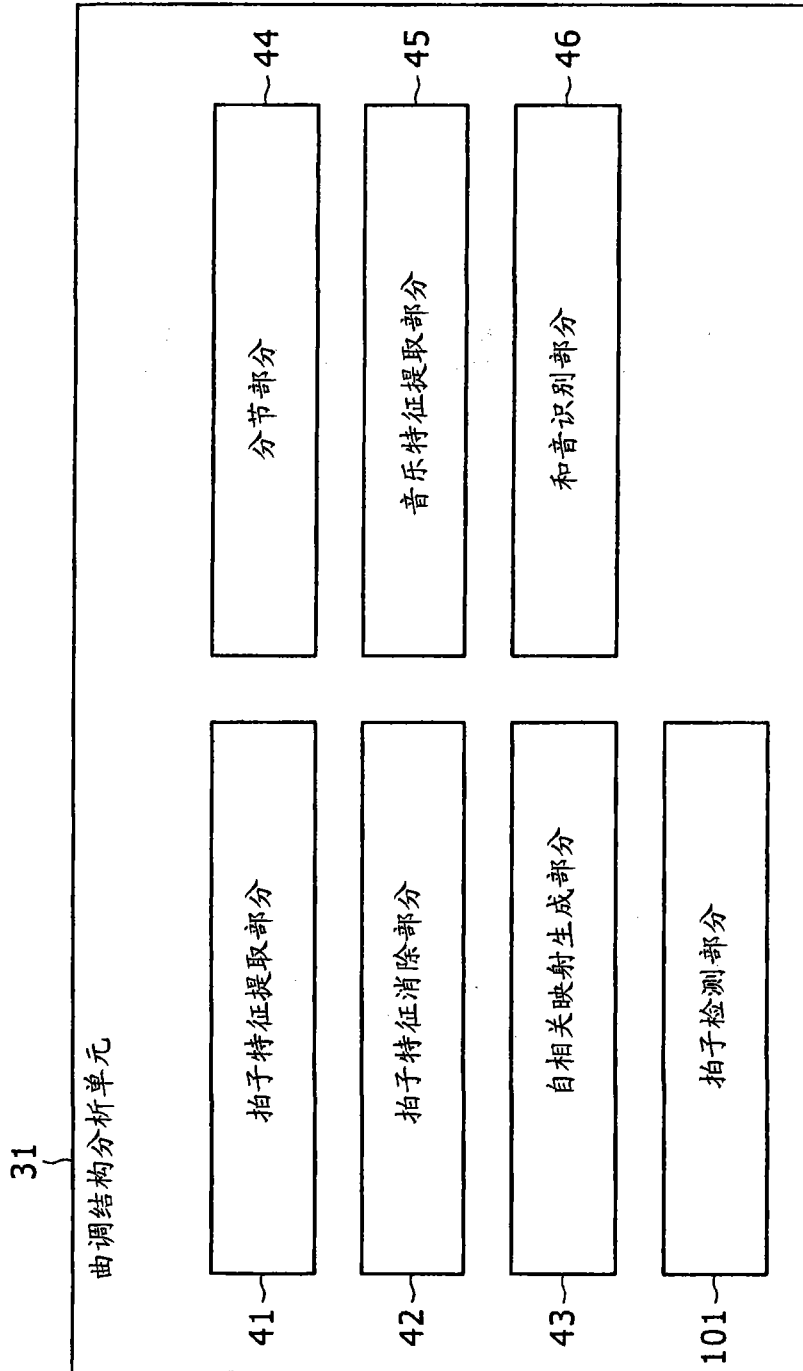 31
曲调结构分析单元
41
拍子特征提取部分
42
拍子特征消除部分
43
自相关映射生成部分
101
拍子检测部分
44
分节部分
45
音乐特征提取部分
46
和音识别部分